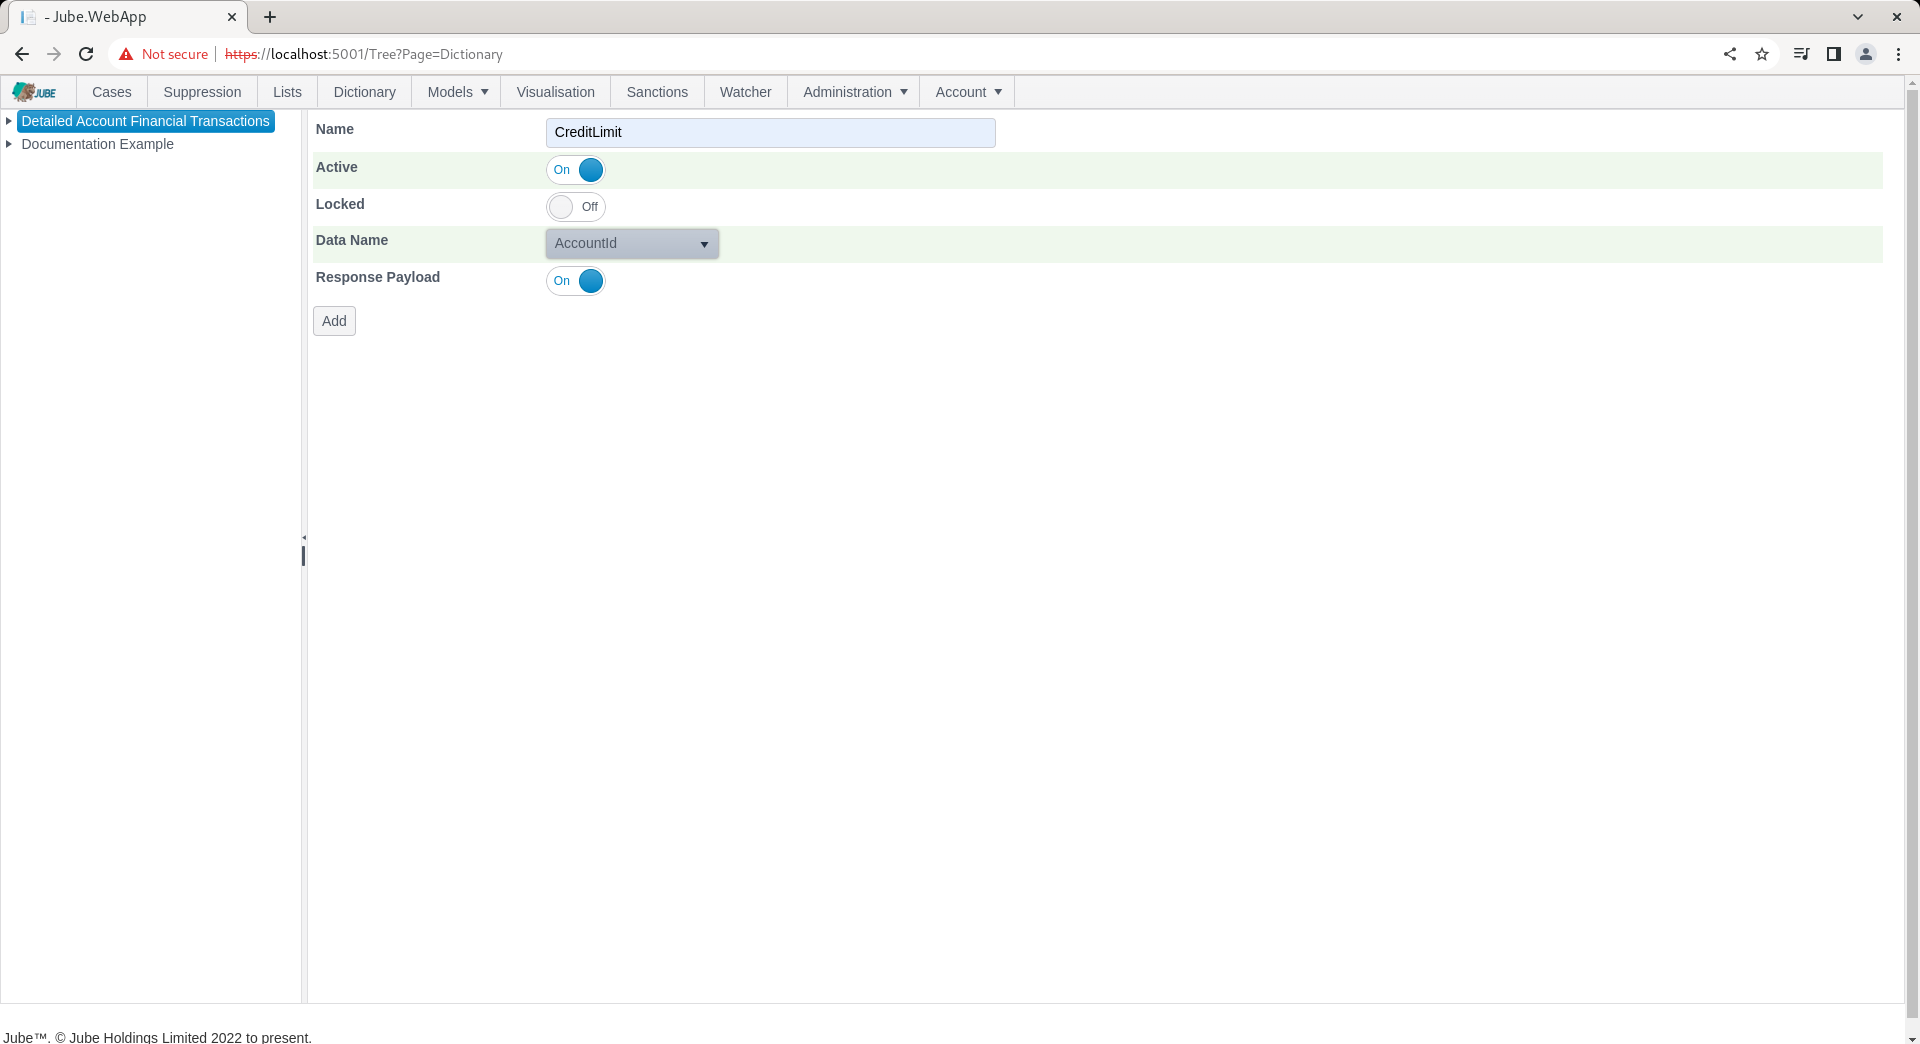 - Jube.WebApp
Not secure https://localhost:5001/Tree?Page=Dictionary
JUBE Cases Suppression Lists Dictionary Models Visualisation Sanctions Watcher Administration Account
Detailed Account Financial Transactions
Documentation Example
Name CreditLimit
Active On
Locked Off
Data Name AccountId
Response Payload On
Add
Jube™. © Jube Holdings Limited 2022 to present.